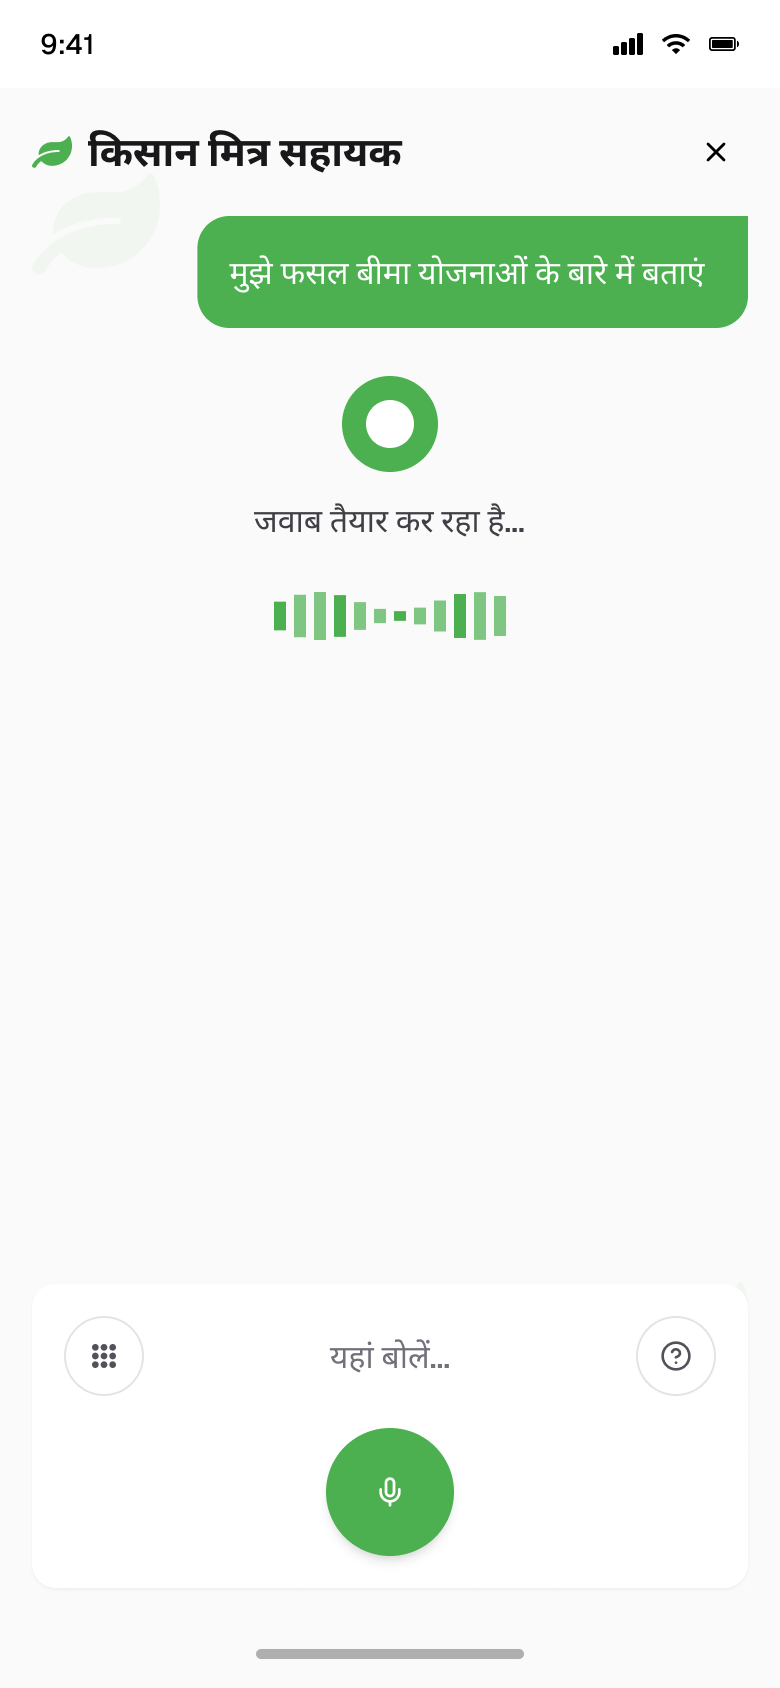 9:41
किसान मित्र सहायक
मुझे फसल बीमा योजनाओं के बारे में बताएं
जवाब तैयार कर रहा है...
यहां बोलें...